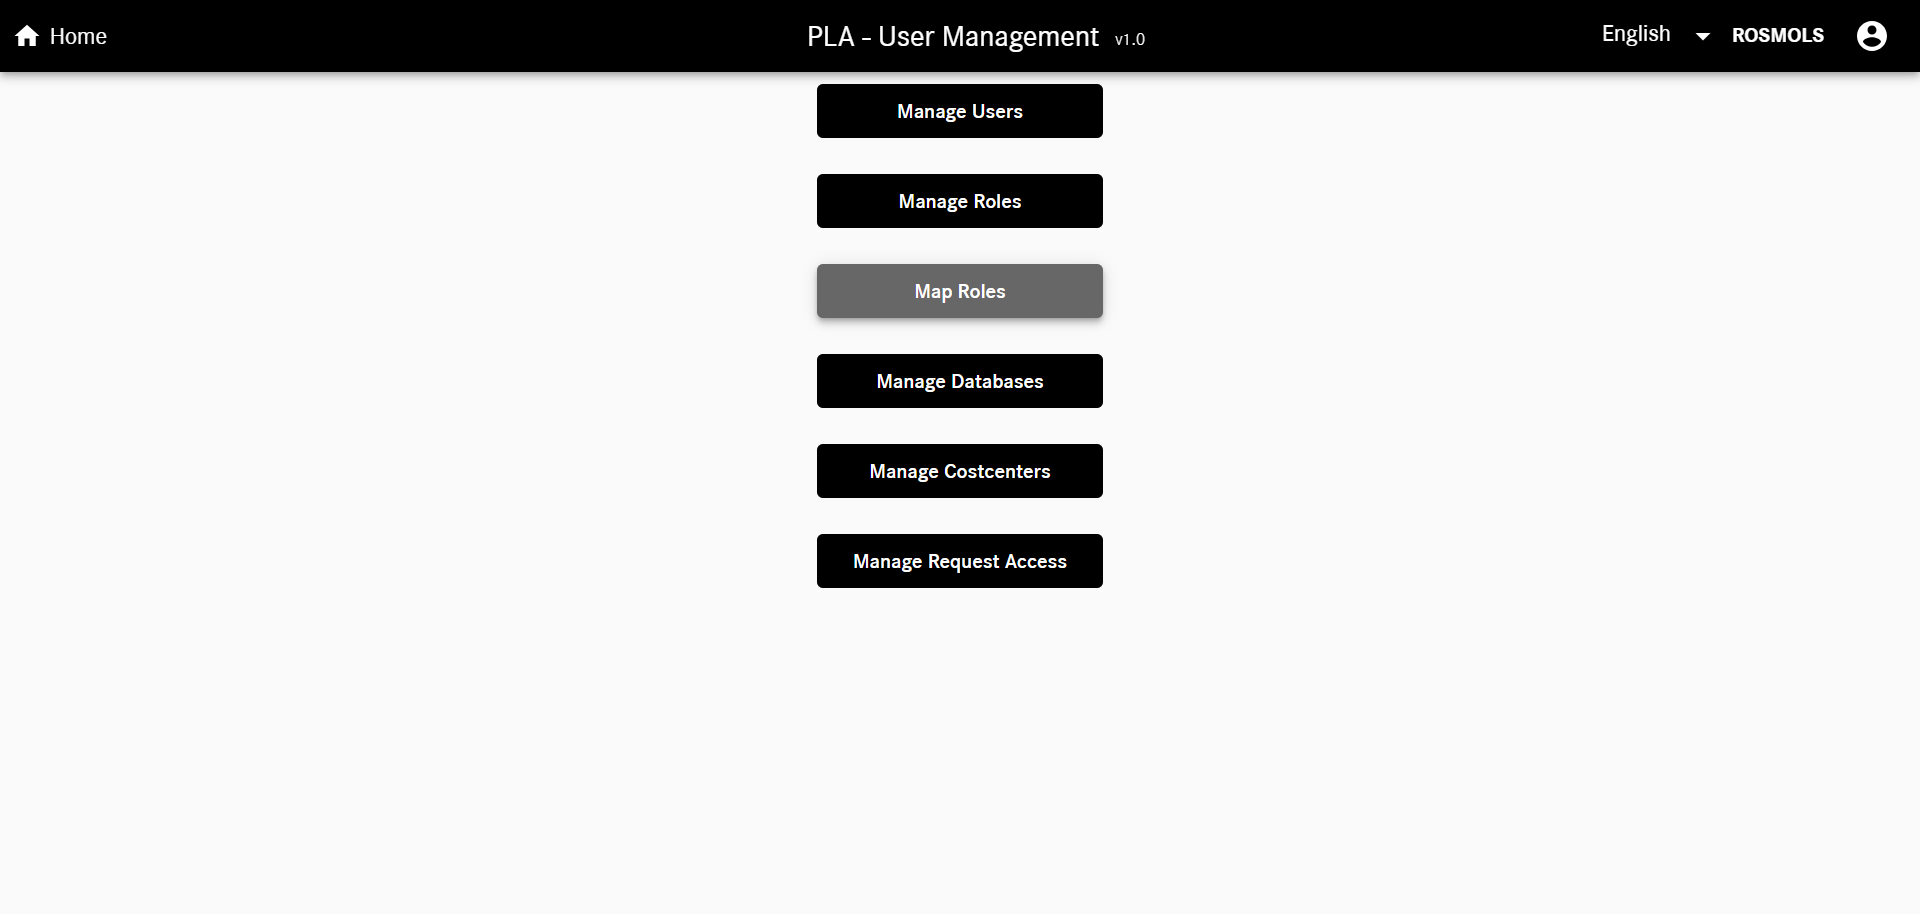 Home
PLA - User Management v1.0
English
ROSMOLS
Manage Users
Manage Roles
Map Roles
Manage Databases
Manage Costcenters
Manage Request Access